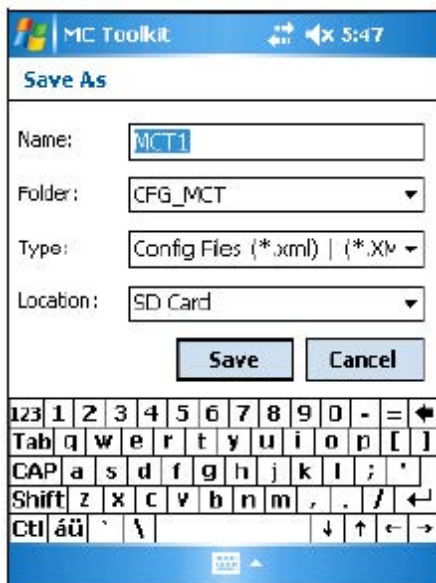 MC Toolkit 5:47
Save As
Name: MCT1
Folder: CFG_MCT
Type: Config Files (*.xml) | (*.XM
Location: SD Card
Save Cancel
123 1 2 3 4 5 6 7 8 9 0 - =
Tab q w e r t y u i o p [ ]
CAP a s d f g h j k l ; '
Shift z x c v b n m , . /
Ctl áü ` \